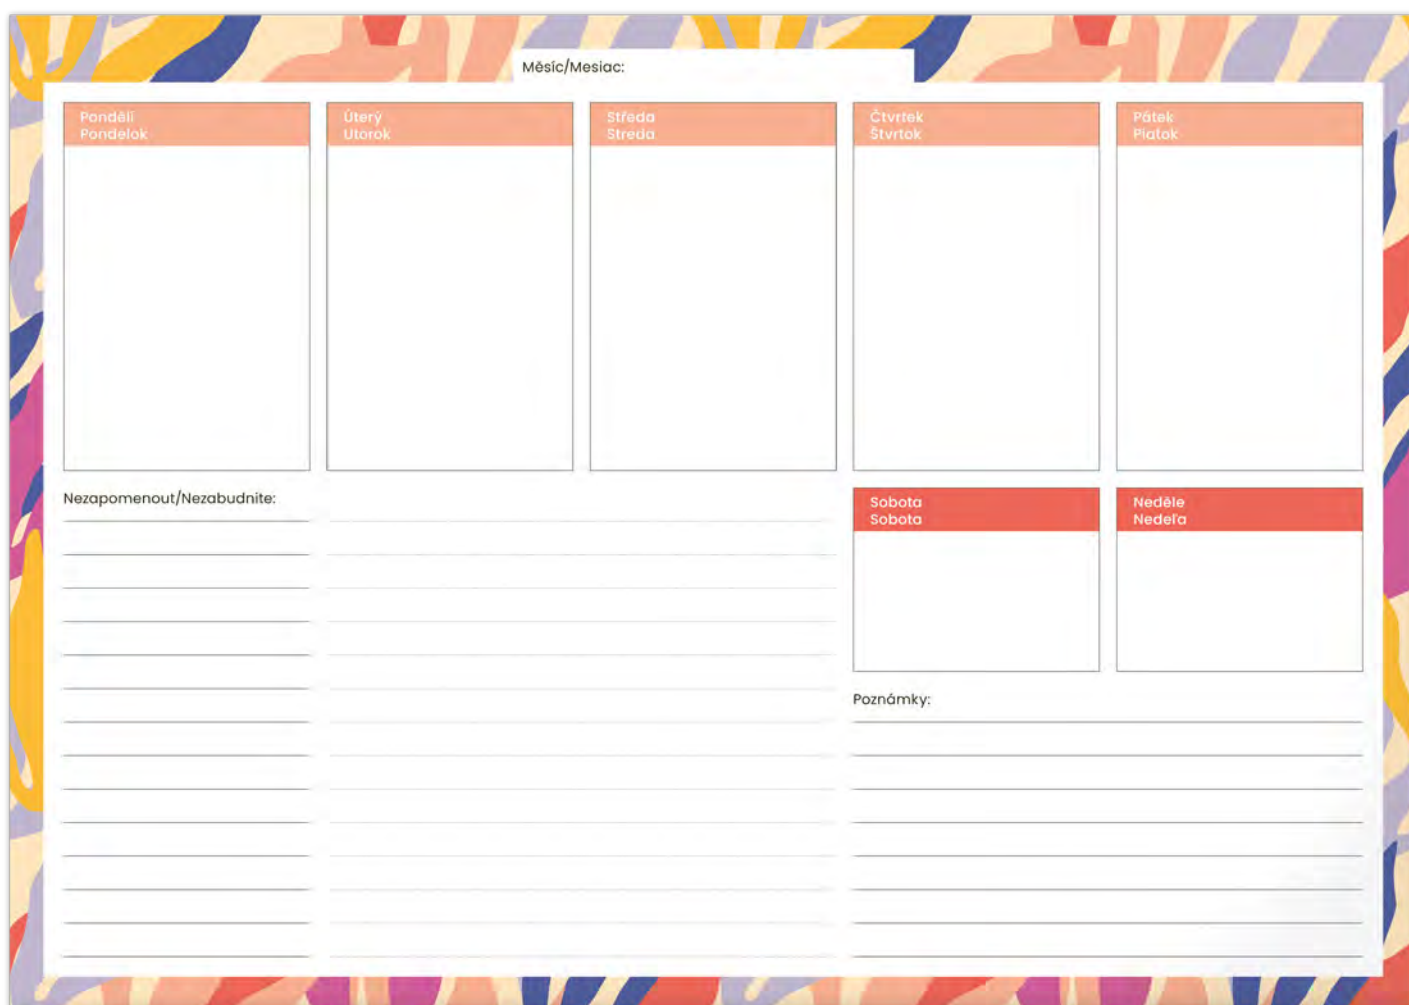 Měsíc/Mesiac:
Pondělí
Pondelok
Úterý
Utorok
Středa
Streda
Čtvrtek
Štvrtok
Pátek
Piatok
Nezapomenout/Nezabudnite:
Sobota
Sobota
Neděle
Nedeľa
Poznámky: